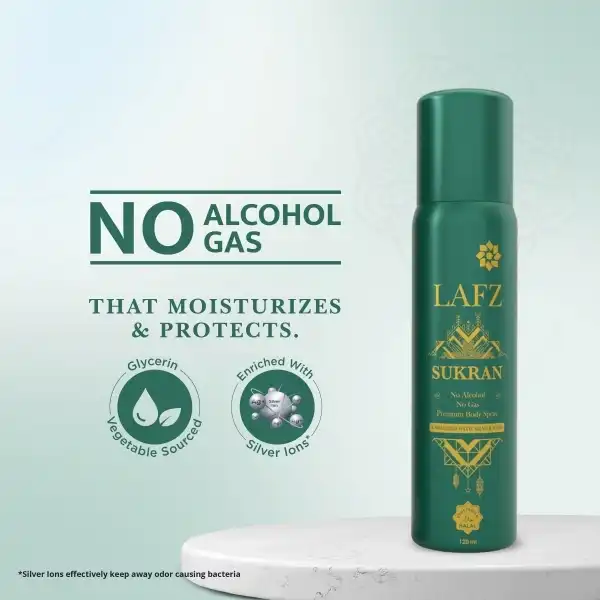 NO ALCOHOL
GAS
THAT MOISTURIZES
& PROTECTS.
Glycerin
Vegetable Sourced
Enriched With
Silver Ions*
Ag+
LAFZ
SUKRAN
No Alcohol
No Gas
Premium Body Spray
HALAL
120 ml
*Silver Ions effectively keep away odor causing bacteria